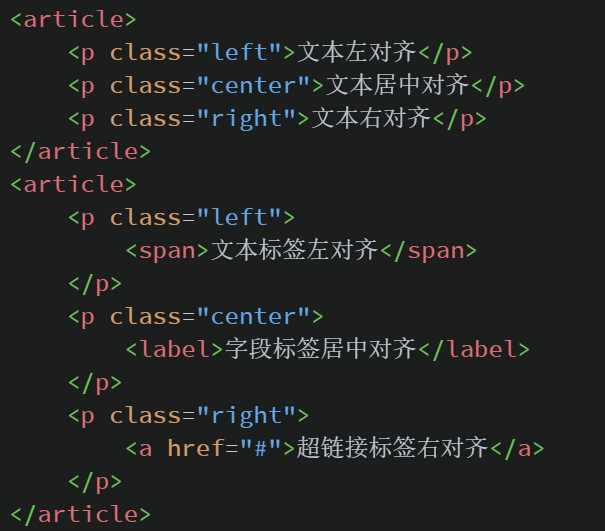 <article>
    <p class="left">文本左对齐</p>
    <p class="center">文本居中对齐</p>
    <p class="right">文本右对齐</p>
</article>
<article>
    <p class="left">
        <span>文本标签左对齐</span>
    </p>
    <p class="center">
        <label>字段标签居中对齐</label>
    </p>
    <p class="right">
        <a href="#">超链接标签右对齐</a>
    </p>
</article>